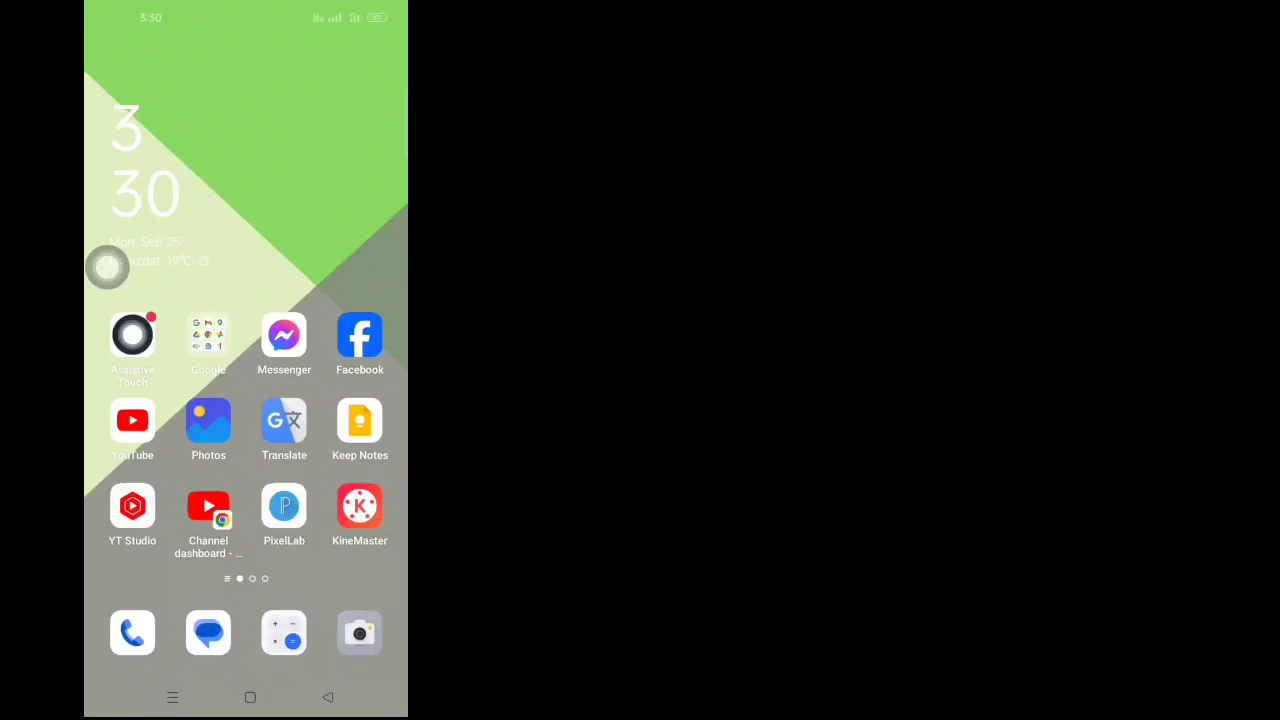 3:30
3
30
Mon, Sep 25
19°C
Assistive
Touch
Google
Messenger
Facebook
YouTube
Photos
Translate
Keep Notes
YT Studio
Channel
dashboard - ...
PixelLab
KineMaster